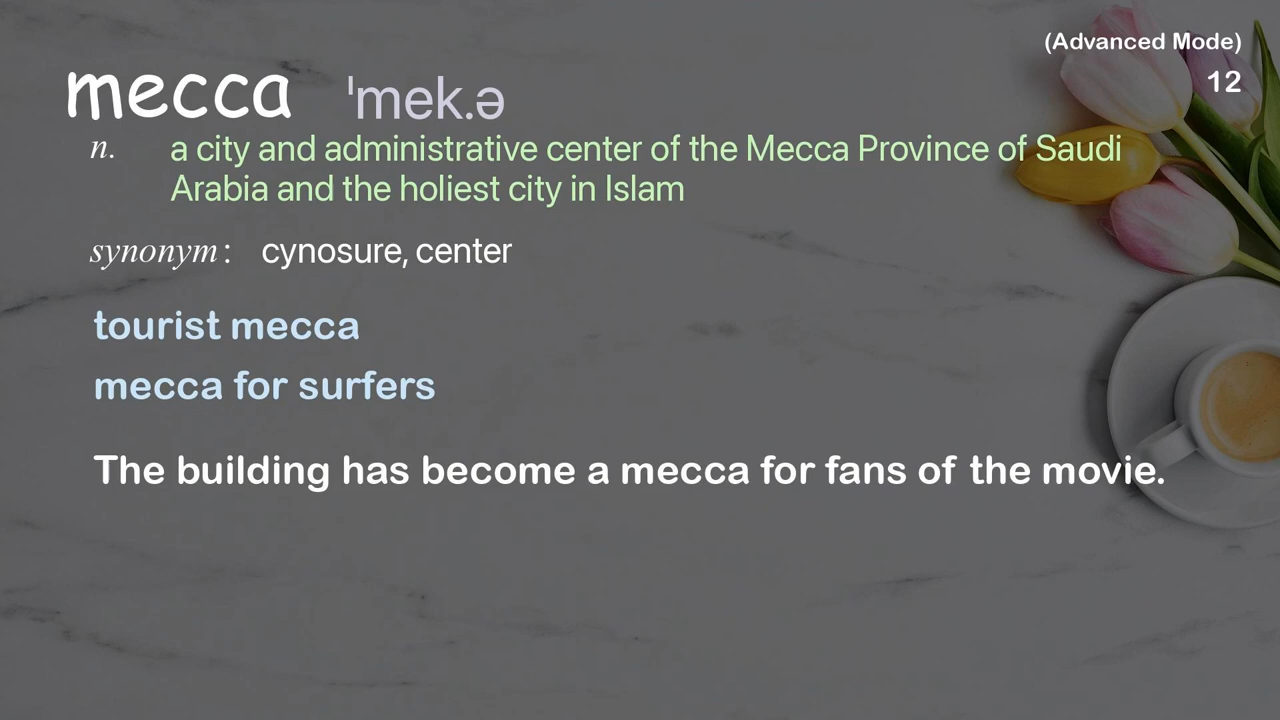 (Advanced Mode)
12
mecca ˈmek.ə
n. a city and administrative center of the Mecca Province of Saudi
Arabia and the holiest city in Islam
synonym: cynosure, center
tourist mecca
mecca for surfers
The building has become a mecca for fans of the movie.